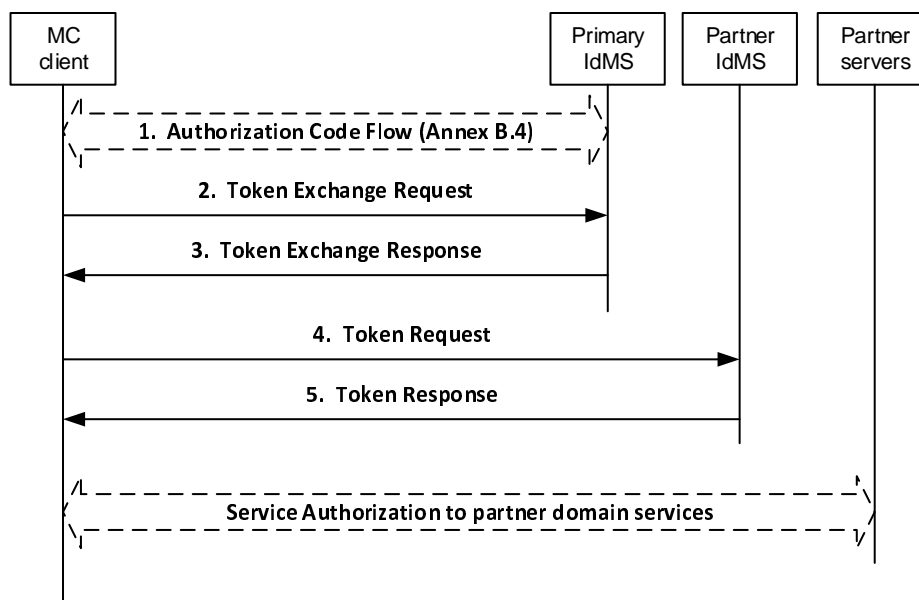 MC
client
Primary
IdMS
Partner
IdMS
Partner
servers
1. Authorization Code Flow (Annex B.4)
2. Token Exchange Request
3. Token Exchange Response
4. Token Request
5. Token Response
Service Authorization to partner domain services